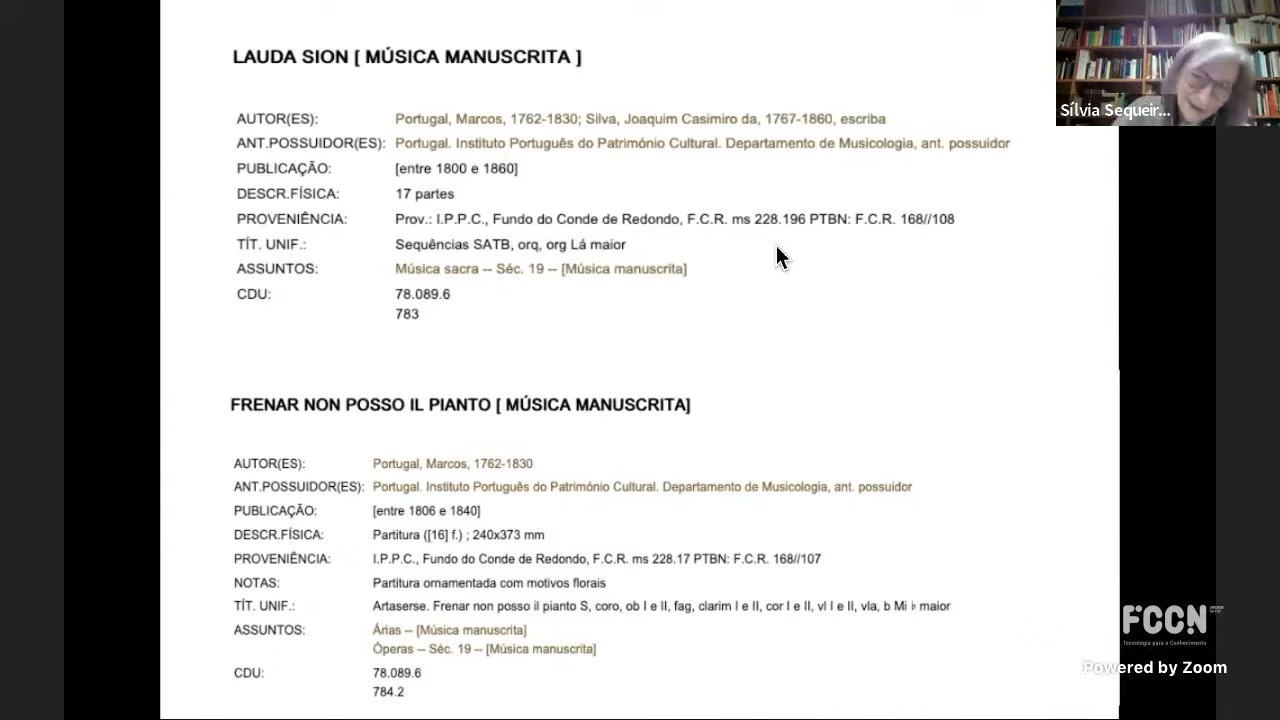 LAUDA SION [ MÚSICA MANUSCRITA ]
Sílvia Sequeir...
AUTOR(ES): Portugal, Marcos, 1762-1830; Silva, Joaquim Casimiro da, 1767-1860, escriba
ANT.POSSUIDOR(ES): Portugal. Instituto Português do Património Cultural. Departamento de Musicologia, ant. possuidor
PUBLICAÇÃO: [entre 1800 e 1860]
DESCR.FÍSICA: 17 partes
PROVENIÊNCIA: Prov.: I.P.P.C., Fundo do Conde de Redondo, F.C.R. ms 228.196 PTBN: F.C.R. 168//108
TÍT. UNIF.: Sequências SATB, orq, org Lá maior
ASSUNTOS: Música sacra -- Séc. 19 -- [Música manuscrita]
CDU: 78.089.6
783
FRENAR NON POSSO IL PIANTO [ MÚSICA MANUSCRITA]
AUTOR(ES): Portugal, Marcos, 1762-1830
ANT.POSSUIDOR(ES): Portugal. Instituto Português do Património Cultural. Departamento de Musicologia, ant. possuidor
PUBLICAÇÃO: [entre 1806 e 1840]
DESCR.FÍSICA: Partitura ([16] f.) ; 240x373 mm
PROVENIÊNCIA: I.P.P.C., Fundo do Conde de Redondo, F.C.R. ms 228.17 PTBN: F.C.R. 168//107
NOTAS: Partitura ornamentada com motivos florais
TÍT. UNIF.: Artaserse. Frenar non posso il pianto S, coro, ob I e II, fag, clarim I e II, cor I e II, vl I e II, vla, b Mi ♭ maior
ASSUNTOS: Árias -- [Música manuscrita]
Óperas -- Séc. 19 -- [Música manuscrita]
CDU: 78.089.6
784.2
FCCN
Tecnologia para o Conhecimento
Powered by Zoom